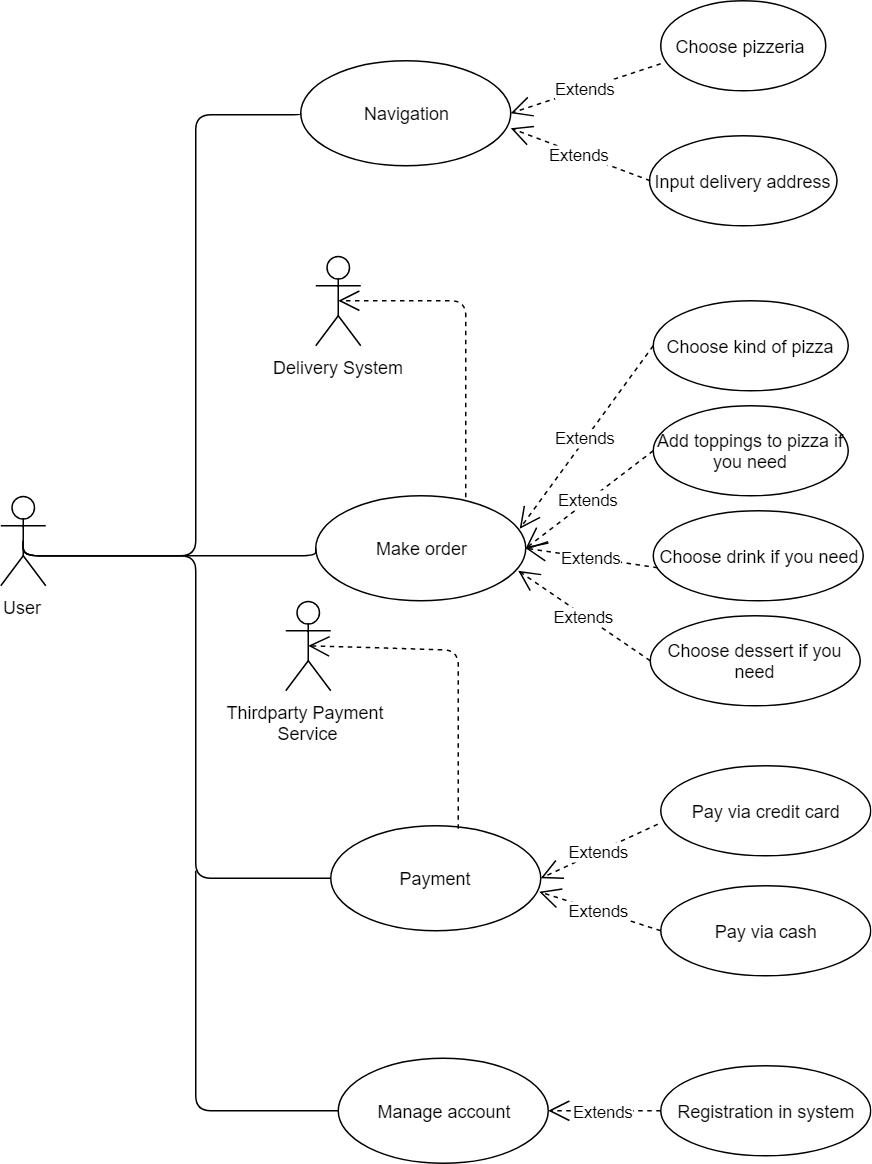 Choose pizzeria
Extends
Navigation
Extends
Input delivery address
Delivery System
Choose kind of pizza
Extends
Add toppings to pizza if
you need
Extends
Make order
Extends
Choose drink if you need
User
Extends
Choose dessert if you
need
Thirdparty Payment
Service
Pay via credit card
Extends
Payment
Extends
Pay via cash
Manage account
Extends
Registration in system